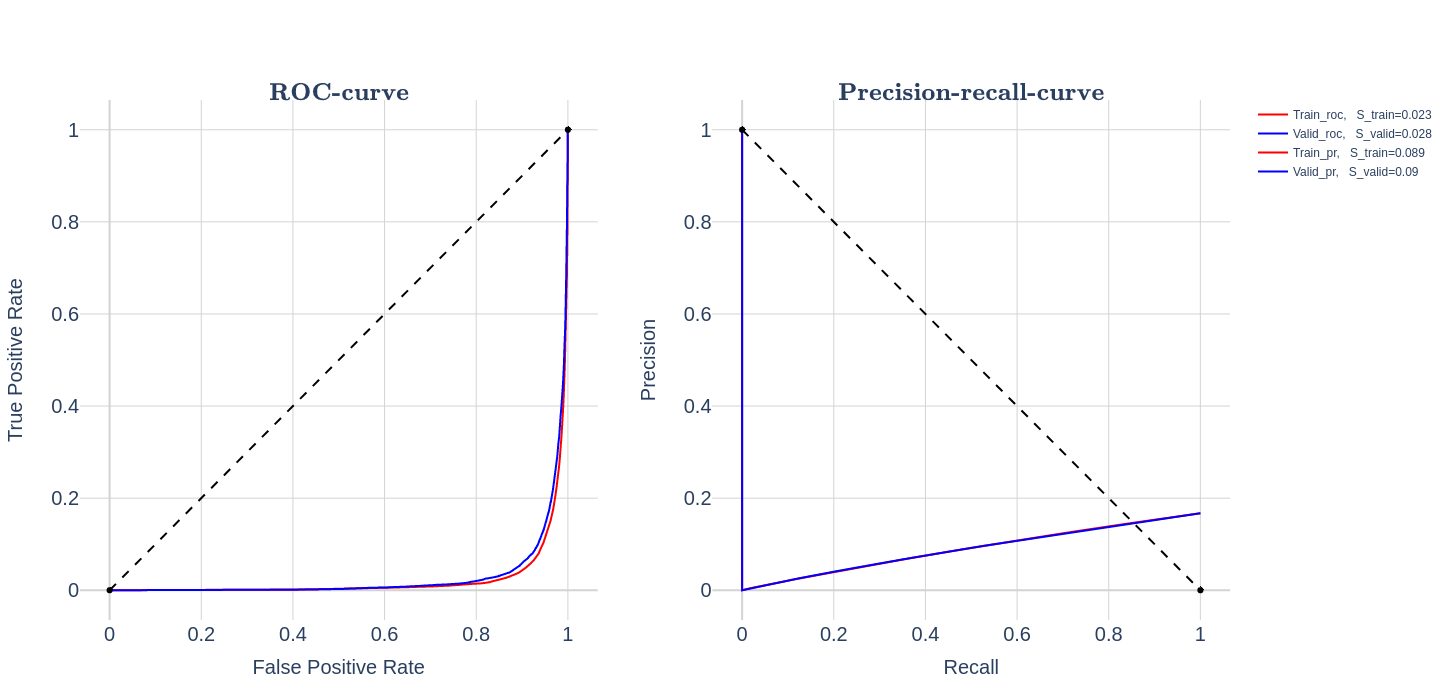 ROC-curve
Precision-recall-curve
Train_roc, S_train=0.023
Valid_roc, S_valid=0.028
Train_pr, S_train=0.089
Valid_pr, S_valid=0.09
True Positive Rate
1
0.8
0.6
0.4
0.2
0
0
0.2
0.4
0.6
0.8
1
False Positive Rate
Precision
1
0.8
0.6
0.4
0.2
0
0
0.2
0.4
0.6
0.8
1
Recall